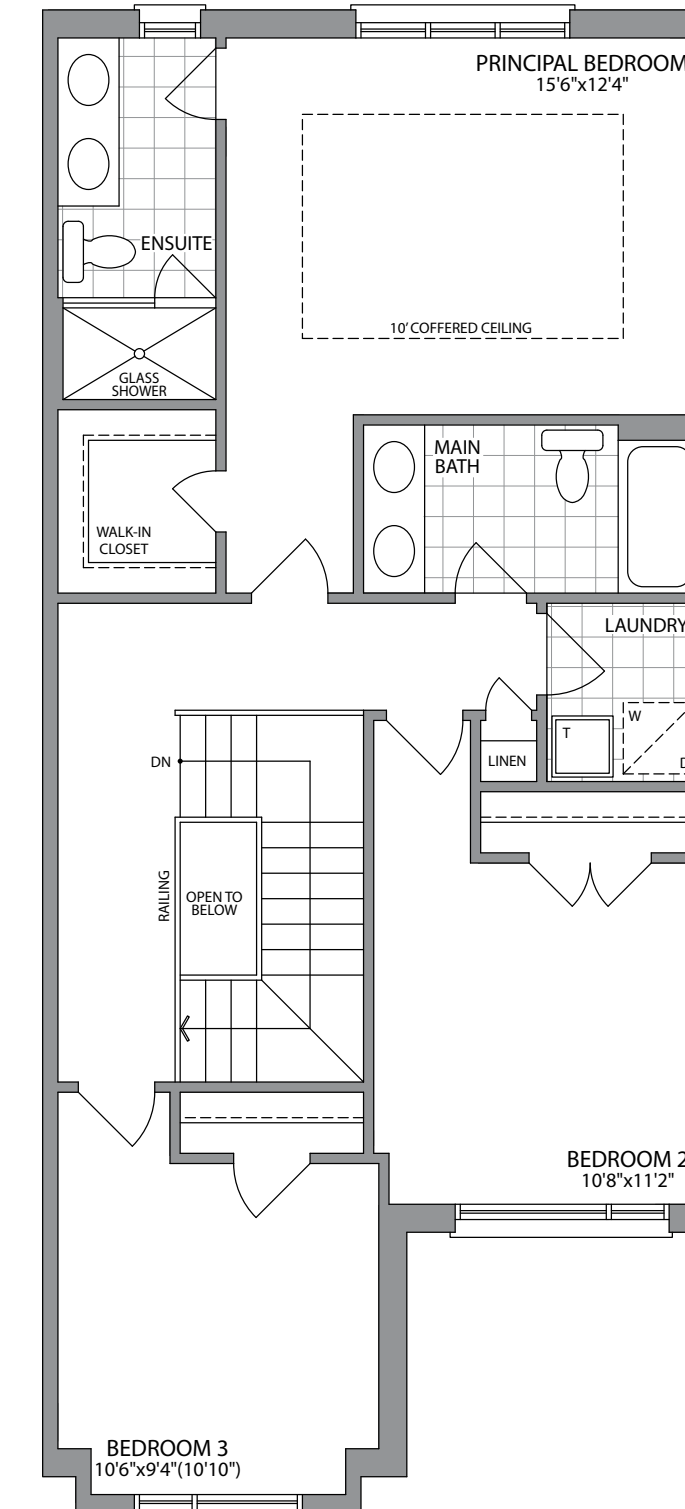 PRINCIPAL BEDROOM
15'6"x12'4"
ENSUITE
10' COFFERED CEILING
GLASS
SHOWER
MAIN
BATH
WALK-IN
CLOSET
LAUNDRY
W
T
D
DN
LINEN
RAILING
OPEN TO
BELOW
BEDROOM 2
10'8"x11'2"
BEDROOM 3
10'6"x9'4"(10'10")